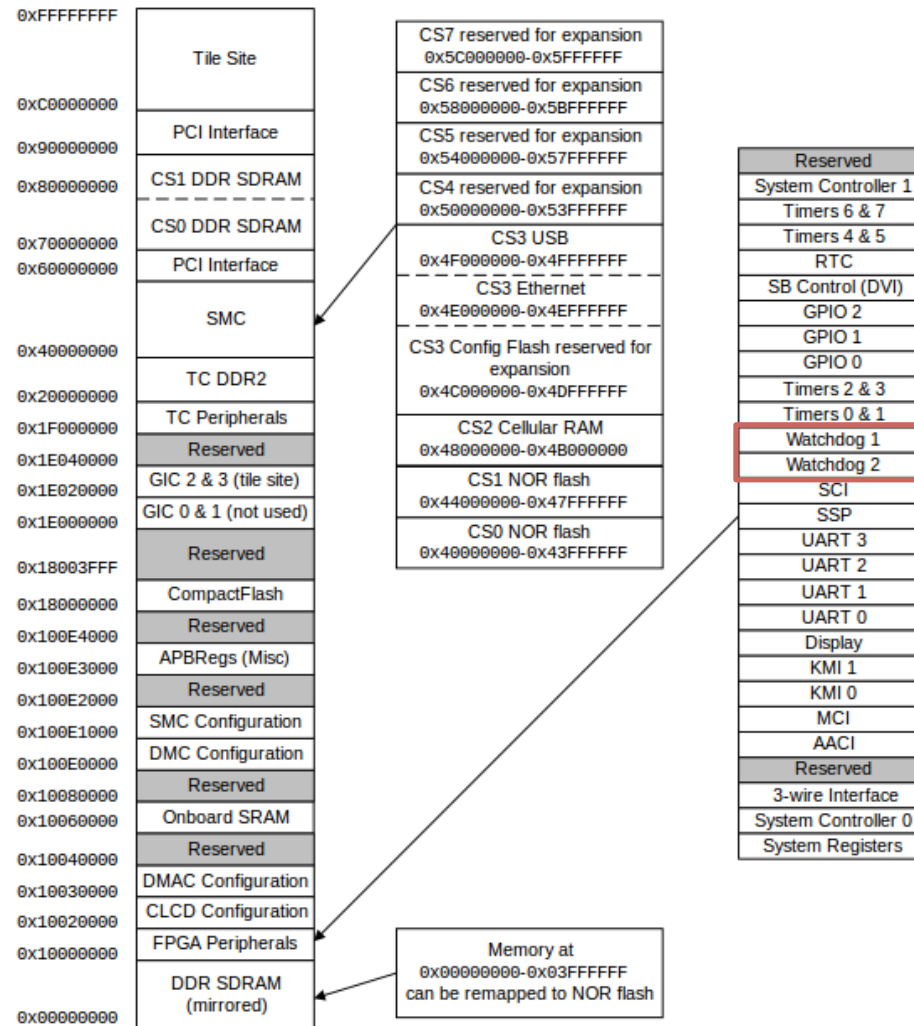 0xFFFFFFFF
Tile Site
0xC0000000
PCI Interface
0x90000000
CS1 DDR SDRAM
0x80000000
CS0 DDR SDRAM
0x70000000
0x60000000
PCI Interface
SMC
0x40000000
TC DDR2
0x20000000
TC Peripherals
0x1F000000
Reserved
0x1E040000
GIC 2 & 3 (tile site)
0x1E020000
GIC 0 & 1 (not used)
0x1E000000
Reserved
0x18003FFF
CompactFlash
0x18000000
Reserved
0x100E4000
APBRegs (Misc)
0x100E3000
Reserved
0x100E2000
SMC Configuration
0x100E1000
DMC Configuration
0x100E0000
Reserved
0x10080000
Onboard SRAM
0x10060000
Reserved
0x10040000
DMAC Configuration
0x10030000
CLCD Configuration
0x10020000
FPGA Peripherals
0x10000000
DDR SDRAM
(mirrored)
0x00000000
CS7 reserved for expansion
0x5C000000-0x5FFFFFF
CS6 reserved for expansion
0x58000000-0x5BFFFFFF
CS5 reserved for expansion
0x54000000-0x57FFFFFF
CS4 reserved for expansion
0x50000000-0x53FFFFFF
CS3 USB
0x4F000000-0x4FFFFFFF
CS3 Ethernet
0x4E000000-0x4EFFFFFF
CS3 Config Flash reserved for
expansion
0x4C000000-0x4DFFFFFF
CS2 Cellular RAM
0x48000000-0x4B000000
CS1 NOR flash
0x44000000-0x47FFFFFF
CS0 NOR flash
0x40000000-0x43FFFFFF
Memory at
0x00000000-0x03FFFFFF
can be remapped to NOR flash
Reserved
System Controller 1
Timers 6 & 7
Timers 4 & 5
RTC
SB Control (DVI)
GPIO 2
GPIO 1
GPIO 0
Timers 2 & 3
Timers 0 & 1
Watchdog 1
Watchdog 2
SCI
SSP
UART 3
UART 2
UART 1
UART 0
Display
KMI 1
KMI 0
MCI
AACI
Reserved
3-wire Interface
System Controller 0
System Registers